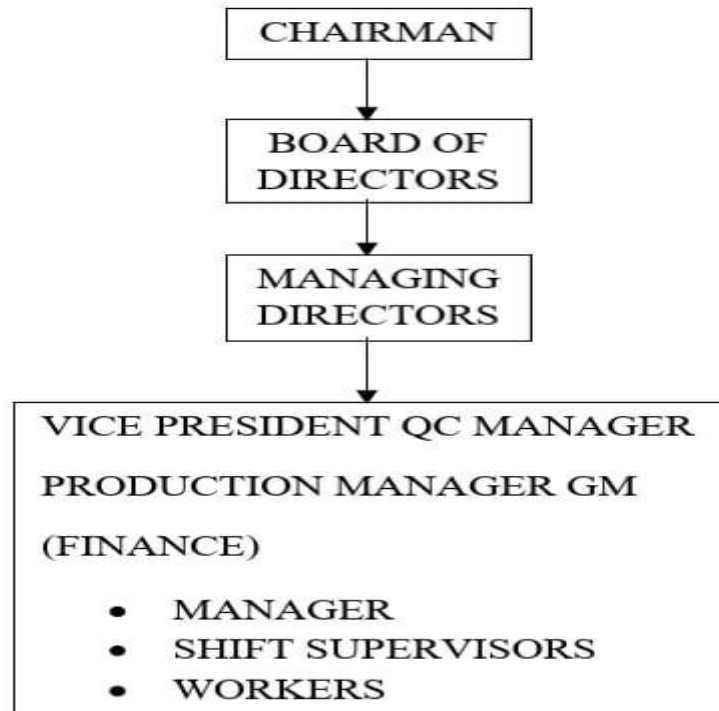 CHAIRMAN
BOARD OF
DIRECTORS
MANAGING
DIRECTORS
VICE PRESIDENT QC MANAGER
PRODUCTION MANAGER GM
(FINANCE)
• MANAGER
• SHIFT SUPERVISORS
• WORKERS